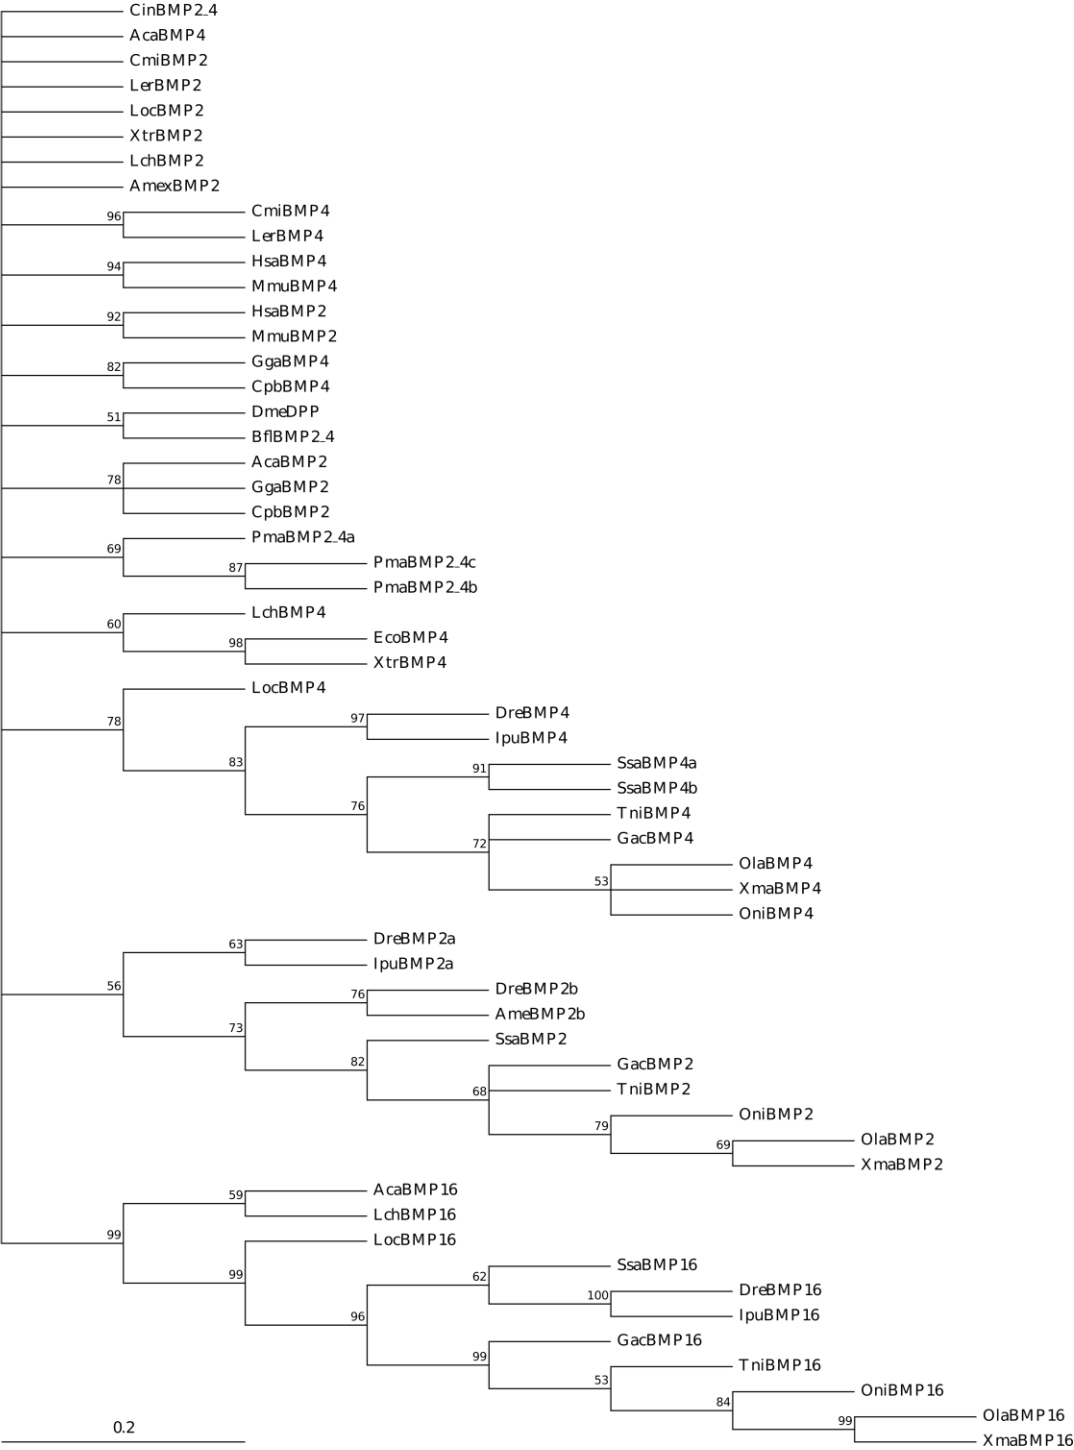 CinBMP2_4
AcaBMP4
CmiBMP2
LerBMP2
LocBMP2
XtrBMP2
LchBMP2
AmexBMP2
96
CmiBMP4
LerBMP4
94
HsaBMP4
MmuBMP4
92
HsaBMP2
MmuBMP2
82
GgaBMP4
CpbBMP4
51
DmeDPP
BflBMP2_4
78
AcaBMP2
GgaBMP2
CpbBMP2
69
PmaBMP2_4a
87
PmaBMP2_4c
PmaBMP2_4b
60
LchBMP4
98
EcoBMP4
XtrBMP4
78
LocBMP4
83
97
DreBMP4
IpuBMP4
76
91
SsaBMP4a
SsaBMP4b
72
TniBMP4
GacBMP4
53
OlaBMP4
XmaBMP4
OniBMP4
56
63
DreBMP2a
IpuBMP2a
73
76
DreBMP2b
AmeBMP2b
82
SsaBMP2
68
GacBMP2
TniBMP2
79
OniBMP2
69
OlaBMP2
XmaBMP2
99
59
AcaBMP16
LchBMP16
99
LocBMP16
96
62
SsaBMP16
100
DreBMP16
IpuBMP16
99
GacBMP16
53
TniBMP16
84
OniBMP16
99
OlaBMP16
XmaBMP16
0.2